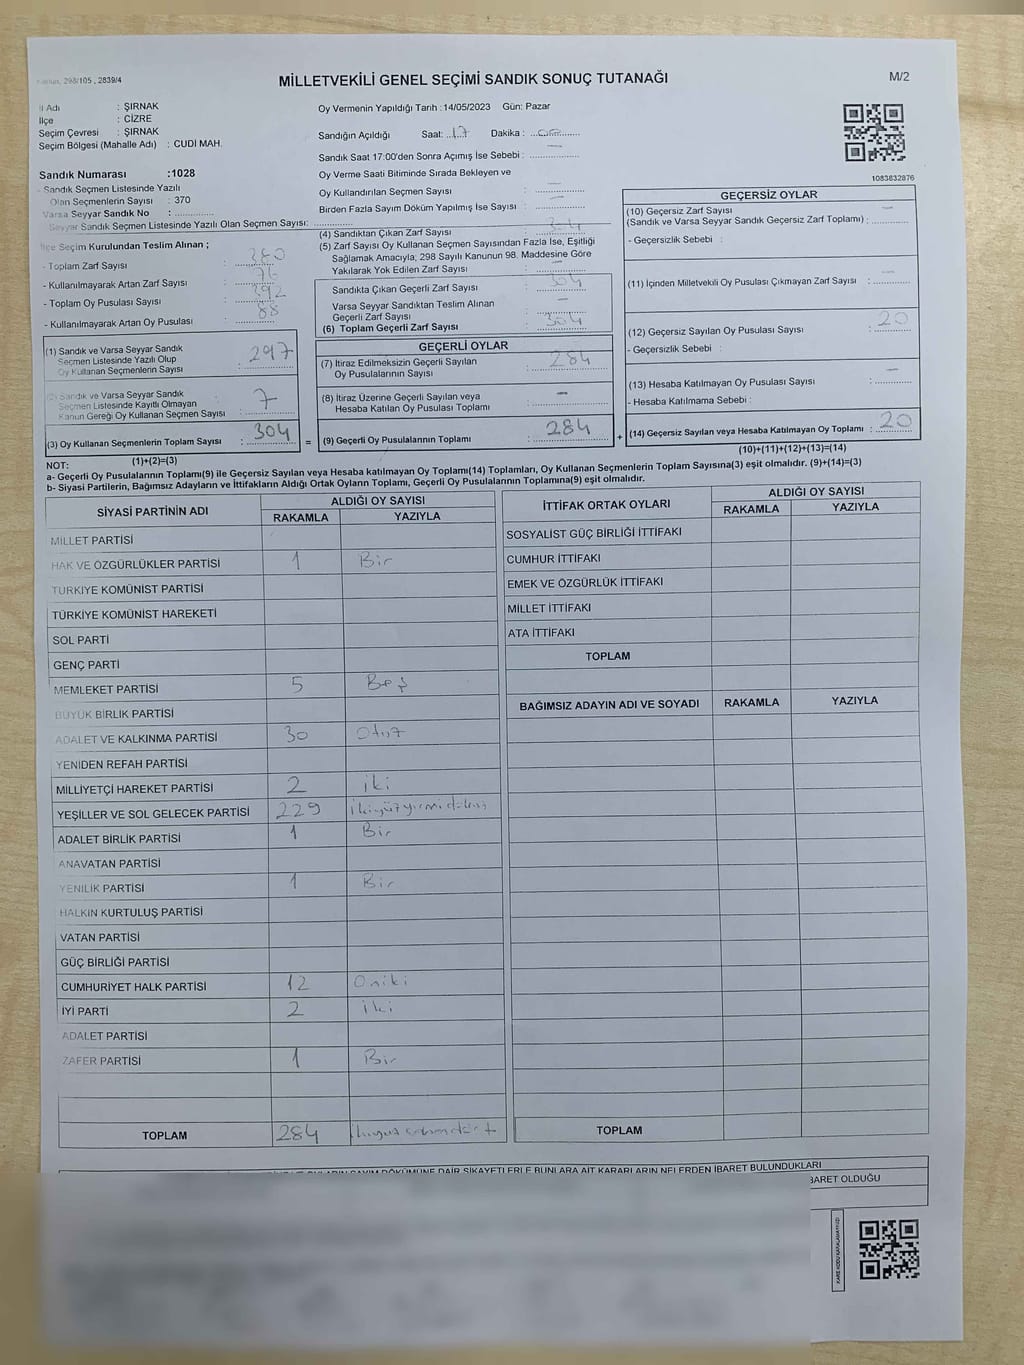 298/105 , 2839/4
MİLLETVEKİLİ GENEL SEÇİMİ SANDIK SONUÇ TUTANAĞI
M/2
İl Adı : ŞIRNAK
İlçe : CİZRE
Seçim Çevresi : ŞIRNAK
Seçim Bölgesi (Mahalle Adı) : CUDİ MAH.
Oy Vermenin Yapıldığı Tarih :14/05/2023 Gün: Pazar
Sandığın Açıldığı Saat: 17 Dakika :
Sandık Saat 17:00'den Sonra Açımış İse Sebebi : —
Oy Verme Saati Bitiminde Sırada Bekleyen ve
Oy Kullandırılan Seçmen Sayısı : —
Birden Fazla Sayım Döküm Yapılmış İse Sayısı : —
1083832876
Sandık Numarası :1028
- Sandık Seçmen Listesinde Yazılı
Olan Seçmenlerin Sayısı : 370
Varsa Seyyar Sandık No :
Seyyar Sandık Seçmen Listesinde Yazılı Olan Seçmen Sayısı:
İlçe Seçim Kurulundan Teslim Alınan ;
- Toplam Zarf Sayısı : 380
- Kullanılmayarak Artan Zarf Sayısı : 76
- Toplam Oy Pusulası Sayısı : 392
- Kullanılmayarak Artan Oy Pusulası : 88
(4) Sandıktan Çıkan Zarf Sayısı : 304
(5) Zarf Sayısı Oy Kullanan Seçmen Sayısından Fazla İse, Eşitliği
Sağlamak Amacıyla; 298 Sayılı Kanunun 98. Maddesine Göre
Yakılarak Yok Edilen Zarf Sayısı : —
Sandıkta Çıkan Geçerli Zarf Sayısı : 304
Varsa Seyyar Sandıktan Teslim Alınan
Geçerli Zarf Sayısı : —
(6) Toplam Geçerli Zarf Sayısı : 304
GEÇERSİZ OYLAR
(10) Geçersiz Zarf Sayısı
(Sandık ve Varsa Seyyar Sandık Geçersiz Zarf Toplamı) : —
- Geçersizlik Sebebi :
(11) İçinden Milletvekili Oy Pusulası Çıkmayan Zarf Sayısı : —
(12) Geçersiz Sayılan Oy Pusulası Sayısı : 20
- Geçersizlik Sebebi :
(13) Hesaba Katılmayan Oy Pusulası Sayısı : —
- Hesaba Katılmama Sebebi :
(14) Geçersiz Sayılan veya Hesaba Katılmayan Oy Toplamı : 20
(10)+(11)+(12)+(13)=(14)
(1) Sandık ve Varsa Seyyar Sandık
Seçmen Listesinde Yazılı Olup
Oy Kullanan Seçmenlerin Sayısı : 297
(2) Sandık ve Varsa Seyyar Sandık
Seçmen Listesinde Kayıtlı Olmayan
Kanun Gereği Oy Kullanan Seçmen Sayısı : 7
(3) Oy Kullanan Seçmenlerin Toplam Sayısı : 304 =
(1)+(2)=(3)
GEÇERLİ OYLAR
(7) İtiraz Edilmeksizin Geçerli Sayılan
Oy Pusulalarının Sayısı : 284
(8) İtiraz Üzerine Geçerli Sayılan veya
Hesaba Katılan Oy Pusulası Toplamı : —
(9) Geçerli Oy Pusulalarının Toplamı : 284 +
NOT:
a- Geçerli Oy Pusulalarının Toplamı(9) ile Geçersiz Sayılan veya Hesaba katılmayan Oy Toplamı(14) Toplamları, Oy Kullanan Seçmenlerin Toplam Sayısına(3) eşit olmalıdır. (9)+(14)=(3)
b- Siyasi Partilerin, Bağımsız Adayların ve İttifakların Aldığı Ortak Oyların Toplamı, Geçerli Oy Pusulalarının Toplamına(9) eşit olmalıdır.
SİYASİ PARTİNİN ADI ALDIĞI OY SAYISI
RAKAMLA YAZIYLA
MİLLET PARTİSİ
HAK VE ÖZGÜRLÜKLER PARTİSİ 1 Bir
TÜRKİYE KOMÜNİST PARTİSİ
TÜRKİYE KOMÜNİST HAREKETİ
SOL PARTİ
GENÇ PARTİ
MEMLEKET PARTİSİ 5 Beş
BÜYÜK BİRLİK PARTİSİ
ADALET VE KALKINMA PARTİSİ 30 Otuz
YENİDEN REFAH PARTİSİ
MİLLİYETÇİ HAREKET PARTİSİ 2 iki
YEŞİLLER VE SOL GELECEK PARTİSİ 229 ikiyüzyirmidokuz
ADALET BİRLİK PARTİSİ 1 Bir
ANAVATAN PARTİSİ
YENİLİK PARTİSİ 1 Bir
HALKIN KURTULUŞ PARTİSİ
VATAN PARTİSİ
GÜÇ BİRLİĞİ PARTİSİ
CUMHURİYET HALK PARTİSİ 12 Oniki
İYİ PARTİ 2 iki
ADALET PARTİSİ
ZAFER PARTİSİ 1 Bir
TOPLAM 284 ikiyüzseksendört
İTTİFAK ORTAK OYLARI ALDIĞI OY SAYISI
RAKAMLA YAZIYLA
SOSYALİST GÜÇ BİRLİĞİ İTTİFAKI
CUMHUR İTTİFAKI
EMEK VE ÖZGÜRLÜK İTTİFAKI
MİLLET İTTİFAKI
ATA İTTİFAKI
TOPLAM
BAĞIMSIZ ADAYIN ADI VE SOYADI RAKAMLA YAZIYLA
TOPLAM
SAYIM DÖKÜMÜNE DAİR ŞİKAYETLERLE BUNLARA AİT KARARLARIN NELERDEN İBARET BULUNDUKLARI
İBARET OLDUĞU